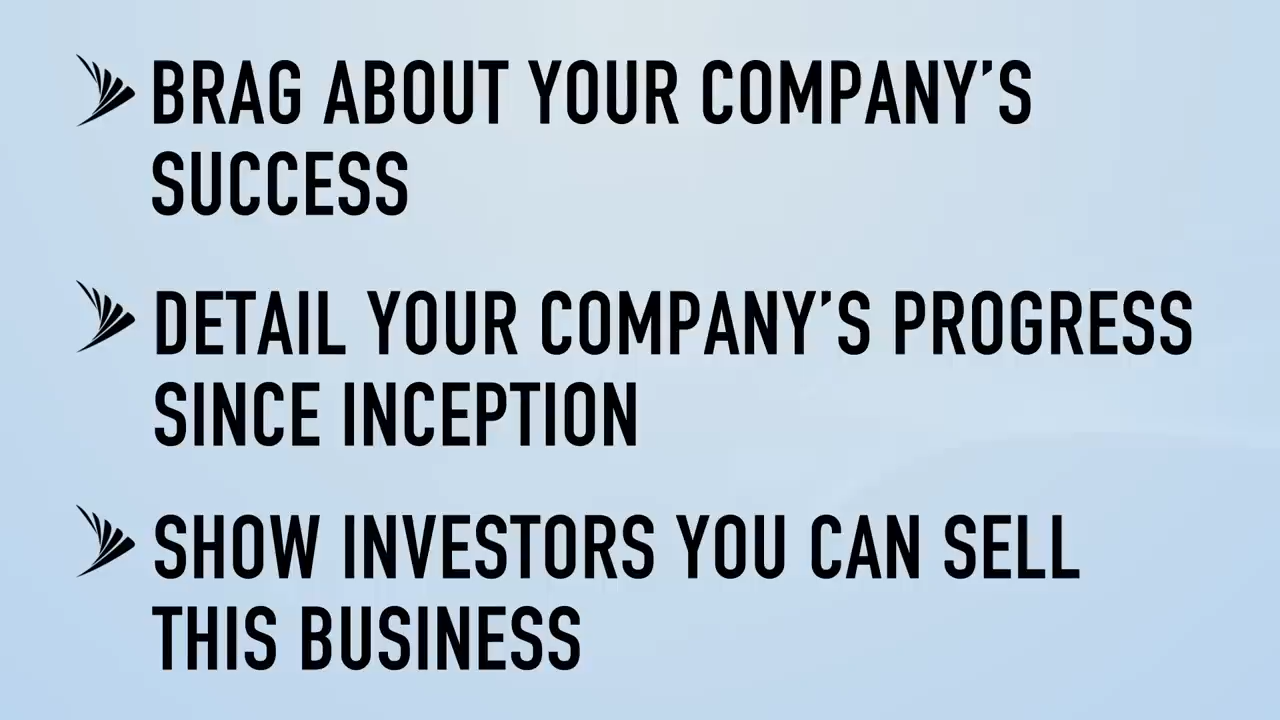 BRAG ABOUT YOUR COMPANY’S
SUCCESS
DETAIL YOUR COMPANY’S PROGRESS
SINCE INCEPTION
SHOW INVESTORS YOU CAN SELL
THIS BUSINESS